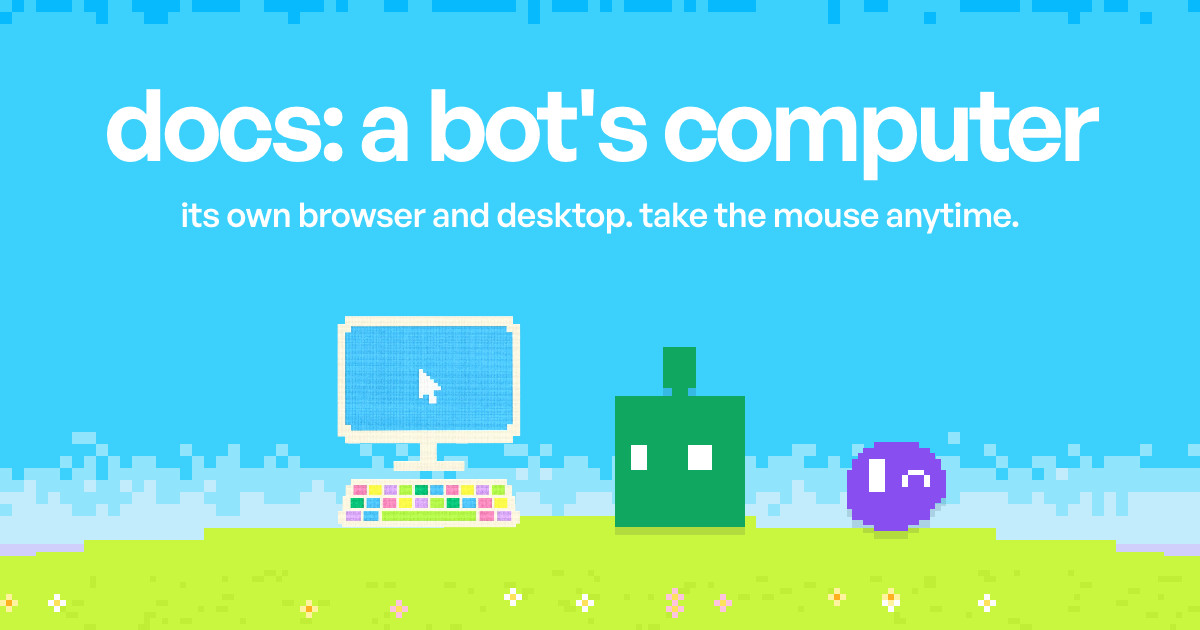 docs: a bot's computer
its own browser and desktop. take the mouse anytime.